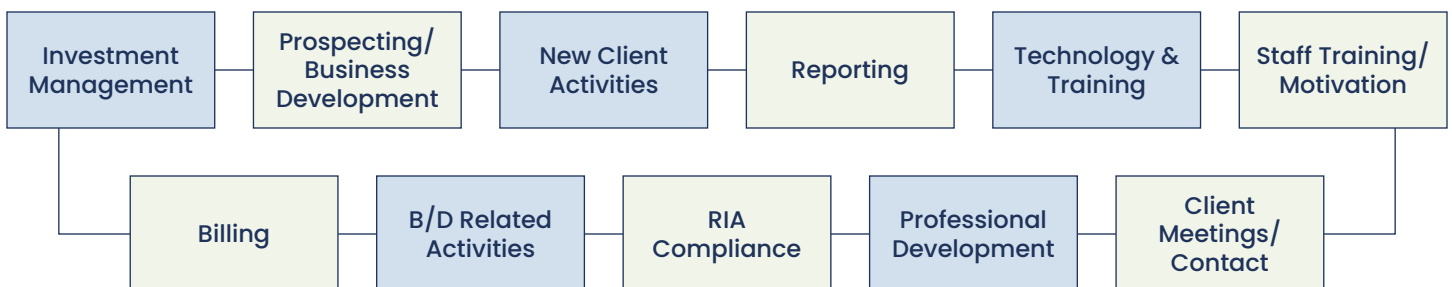 Investment
Management
Prospecting/
Business
Development
New Client
Activities
Reporting
Technology &
Training
Staff Training/
Motivation
Billing
B/D Related
Activities
RIA
Compliance
Professional
Development
Client
Meetings/
Contact